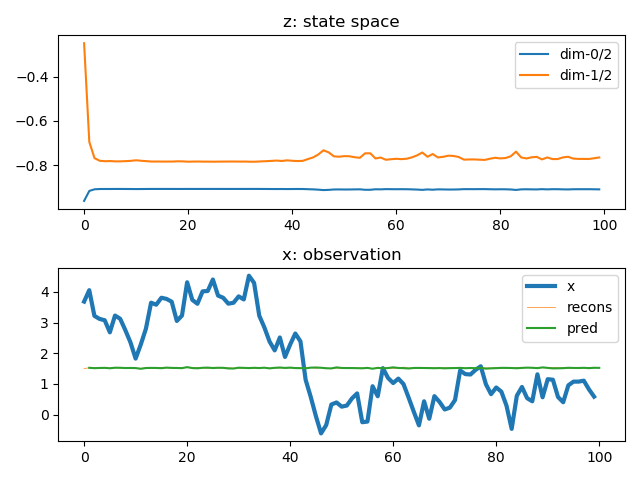 z: state space
−0.4
−0.6
−0.8
dim-0/2
dim-1/2
0 20 40 60 80 100
x: observation
4
3
2
1
0
x
recons
pred
0 20 40 60 80 100